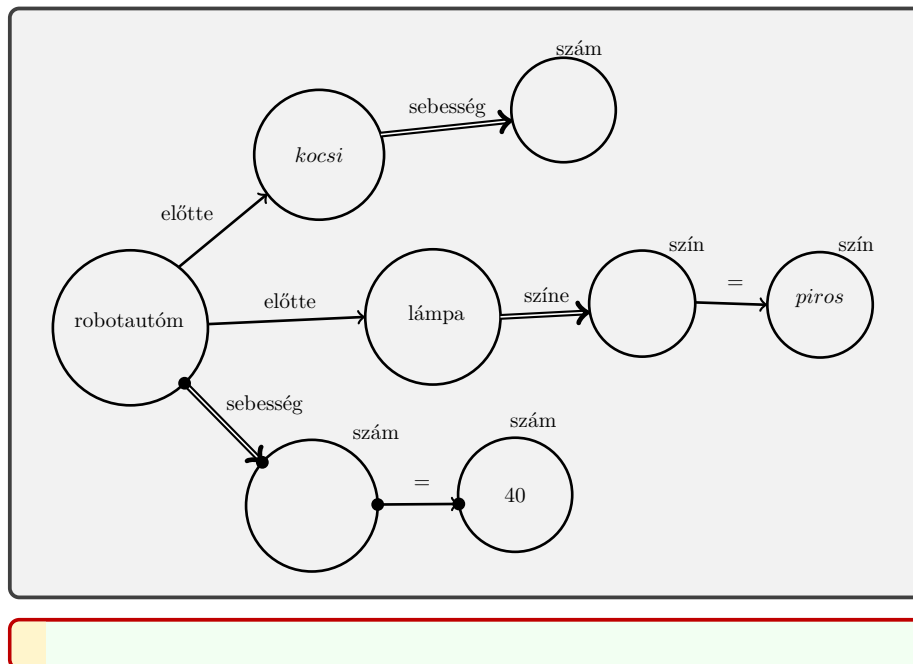 szám
sebesség
kocsi
előtte
szín
szín
=
színe
piros
előtte
lámpa
robotautóm
sebesség
szám
szám
=
40